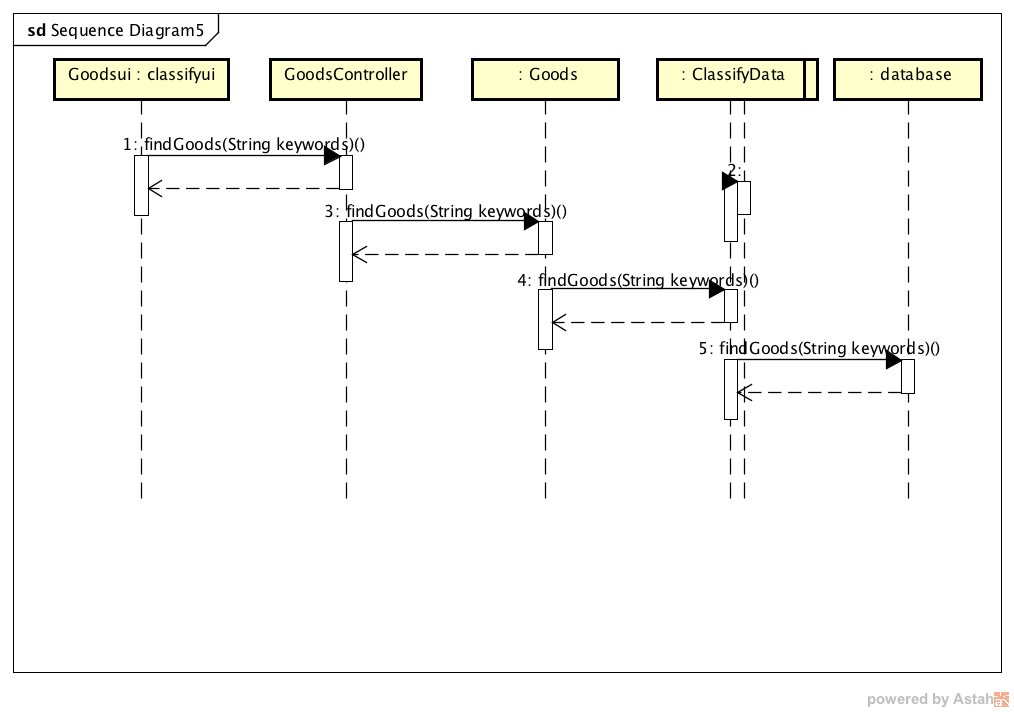 sd Sequence Diagram5
Goodsui : classifyui
GoodsController
: Goods
: ClassifyData
: database
1: findGoods(String keywords)()
2:
3: findGoods(String keywords)()
4: findGoods(String keywords)()
5: findGoods(String keywords)()
powered by Astah